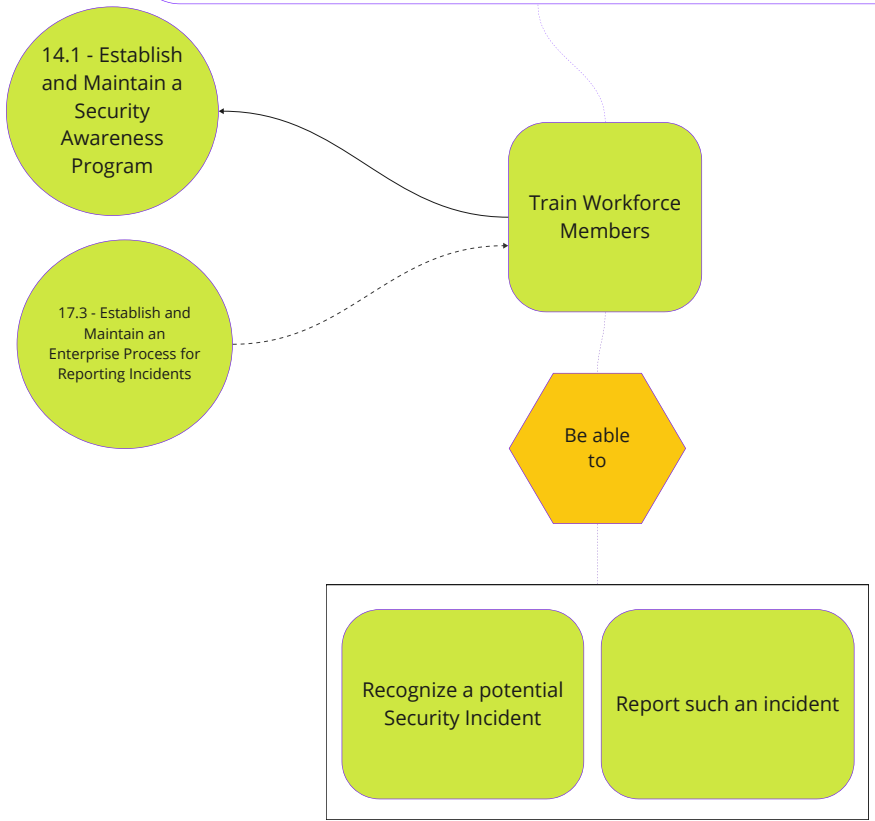 14.1 - Establish
and Maintain a
Security
Awareness
Program
Train Workforce
Members
17.3 - Establish and
Maintain an
Enterprise Process for
Reporting Incidents
Be able
to
Recognize a potential
Security Incident
Report such an incident